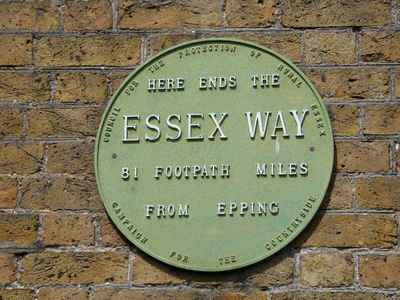 COUNCIL FOR THE PROTECTION OF RURAL ESSEX
HERE ENDS THE
ESSEX WAY
81 FOOTPATH MILES
FROM EPPING
CAMPAIGN FOR THE COUNTRYSIDE